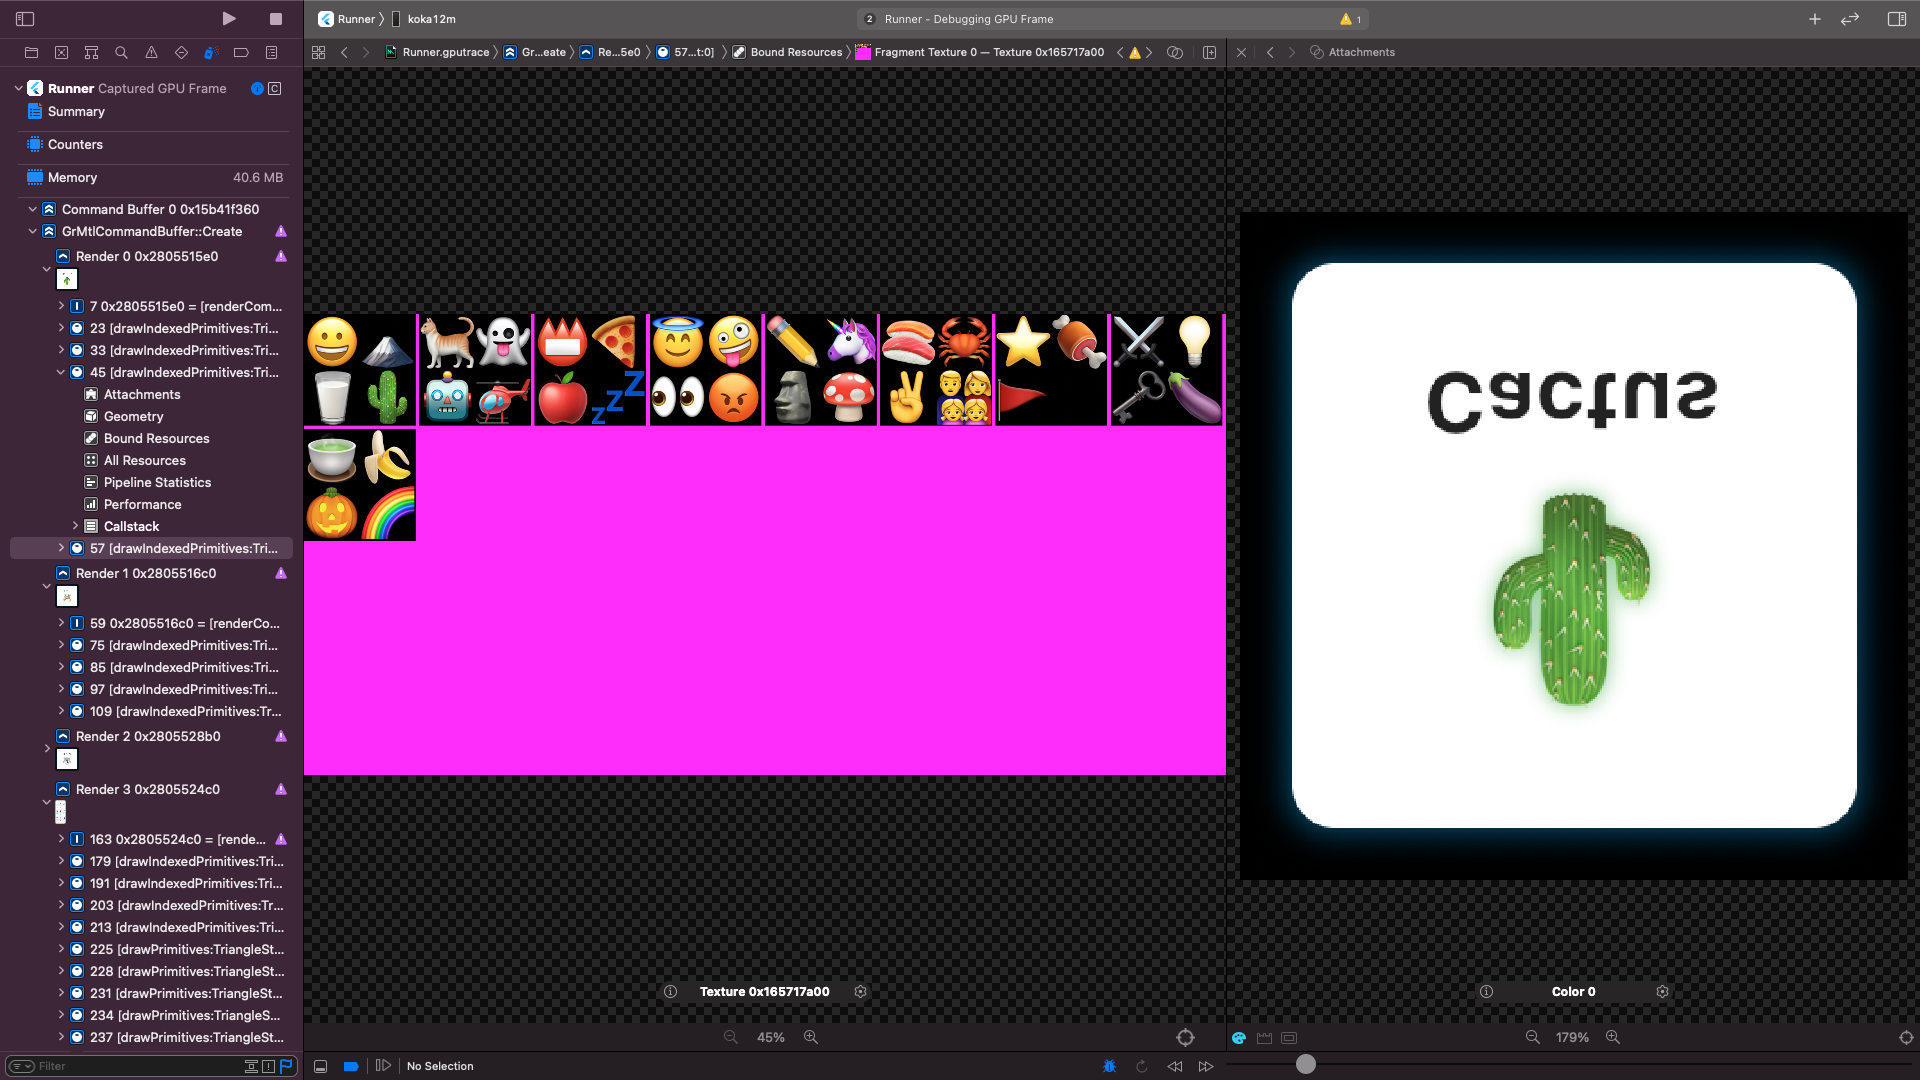 Runner
koka12m
2
Runner - Debugging GPU Frame
1
Runner.gputrace
Gr...eate
Re...5e0
57...t:0]
Bound Resources
Fragment Texture 0 — Texture 0x165717a00
Attachments
Runner Captured GPU Frame
C
Summary
Counters
Memory 40.6 MB
Command Buffer 0 0x15b41f360
GrMtlCommandBuffer::Create
Render 0 0x2805515e0
7 0x2805515e0 = [renderCom...
23 [drawIndexedPrimitives:Tri...
33 [drawIndexedPrimitives:Tri...
45 [drawIndexedPrimitives:Tri...
Attachments
Geometry
Bound Resources
All Resources
Pipeline Statistics
Performance
Callstack
57 [drawIndexedPrimitives:Tri...
Render 1 0x2805516c0
59 0x2805516c0 = [renderCo...
75 [drawIndexedPrimitives:Tri...
85 [drawIndexedPrimitives:Tri...
97 [drawIndexedPrimitives:Tri...
109 [drawIndexedPrimitives:Tr...
Render 2 0x2805528b0
Render 3 0x2805524c0
163 0x2805524c0 = [rende...
179 [drawIndexedPrimitives:Tri...
191 [drawIndexedPrimitives:Tri...
203 [drawIndexedPrimitives:Tr...
213 [drawIndexedPrimitives:Tri...
225 [drawPrimitives:TriangleSt...
228 [drawPrimitives:TriangleSt...
231 [drawPrimitives:TriangleSt...
234 [drawPrimitives:TriangleS...
237 [drawPrimitives:TriangleSt...
Filter
zzZ
Texture 0x165717a00
45%
No Selection
Cactus
Color 0
179%